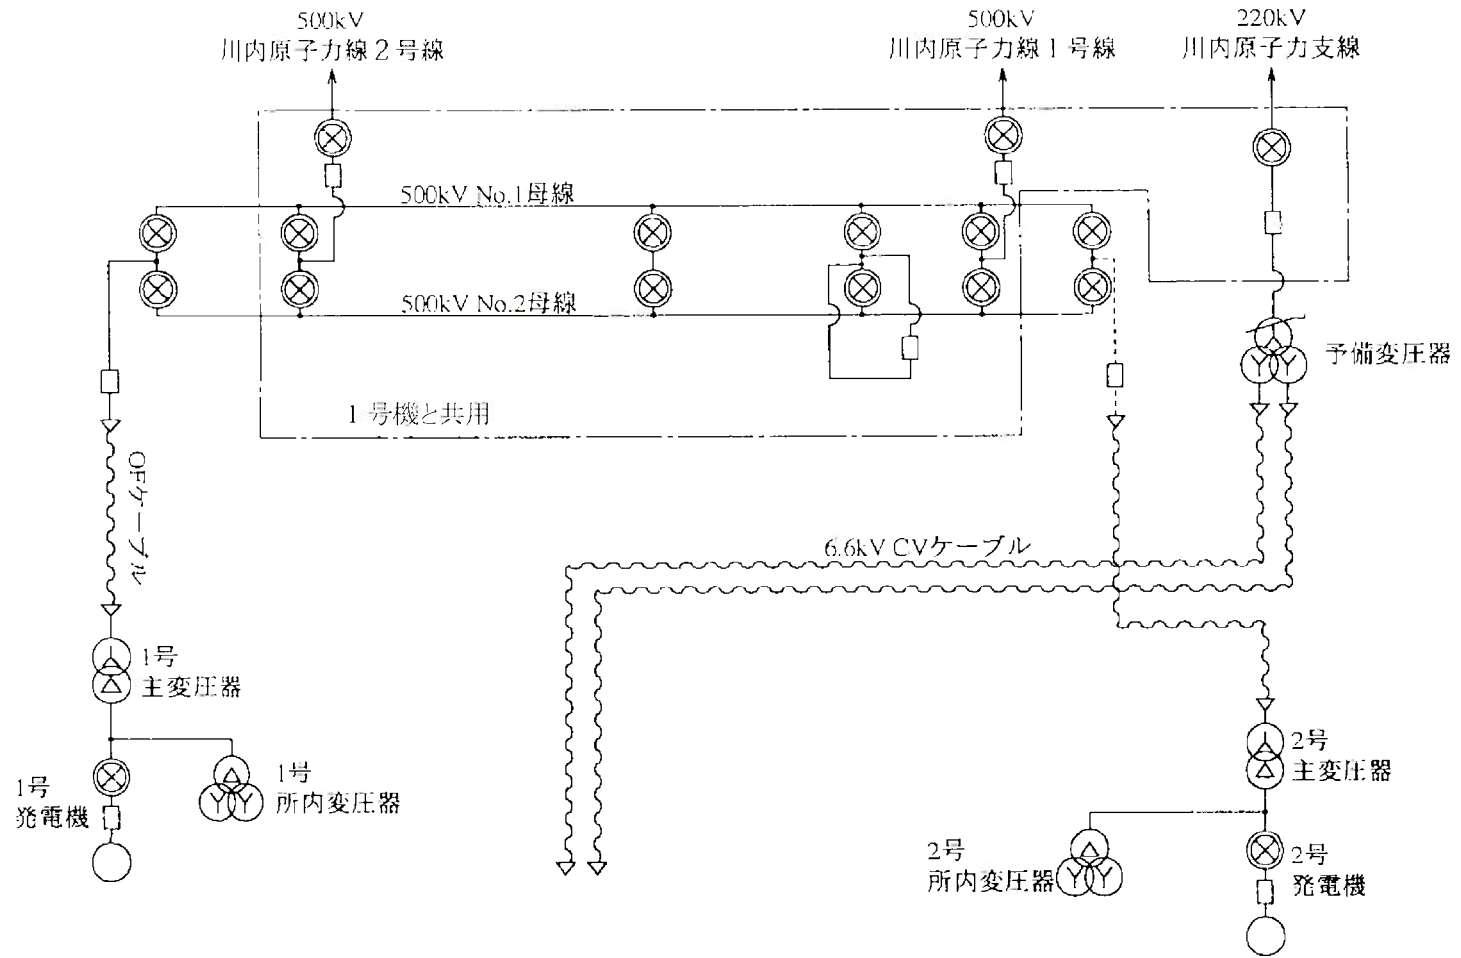 500kV
川内原子力線２号線
500kV
川内原子力線１号線
220kV
川内原子力支線
500kV No.1母線
500kV No.2母線
1 号機と共用
予備変圧器
OFケーブル
6.6kV CVケーブル
1号
主変圧器
1号
発電機
1号
所内変圧器
2号
主変圧器
2号
所内変圧器
2号
発電機